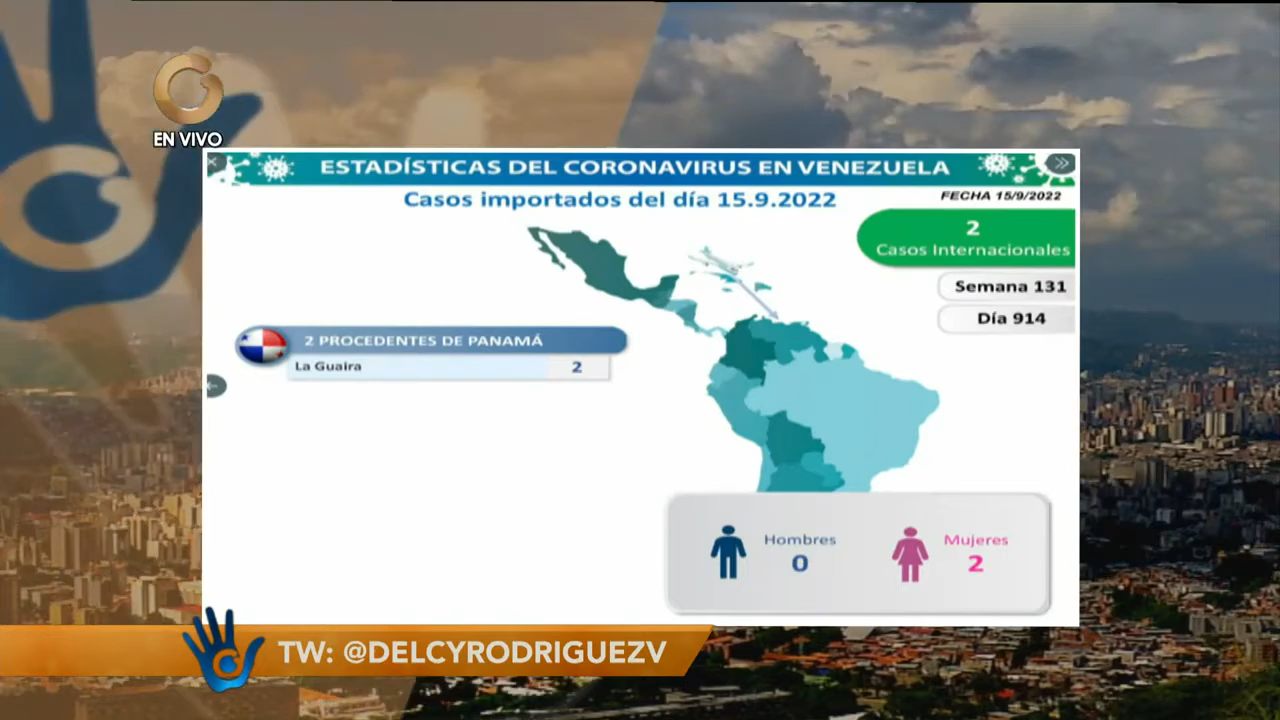 EN VIVO
ESTADÍSTICAS DEL CORONAVIRUS EN VENEZUELA
Casos importados del día 15.9.2022
FECHA 15/9/2022
2
Casos Internacionales
Semana 131
Día 914
2 PROCEDENTES DE PANAMÁ
La Guaira 2
Hombres
0
Mujeres
2
TW: @DELCYRODRIGUEZV